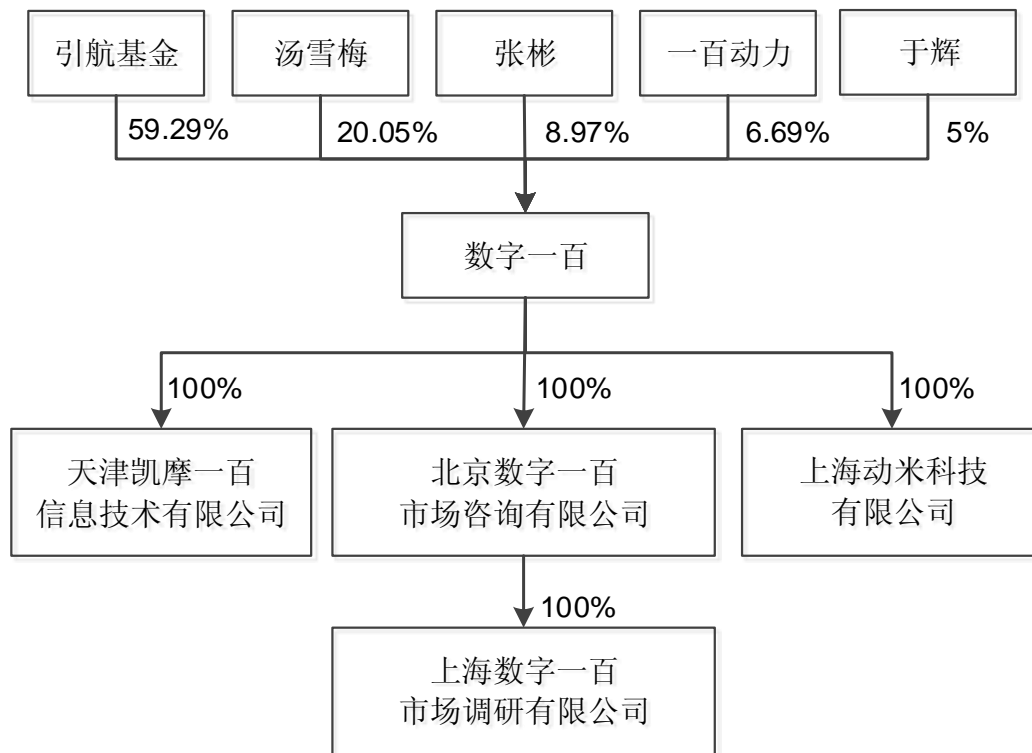 引航基金
汤雪梅
张彬
一百动力
于辉
59.29%
20.05%
8.97%
6.69%
5%
数字一百
100%
100%
100%
天津凯摩一百
信息技术有限公司
北京数字一百
市场咨询有限公司
上海动米科技
有限公司
100%
上海数字一百
市场调研有限公司